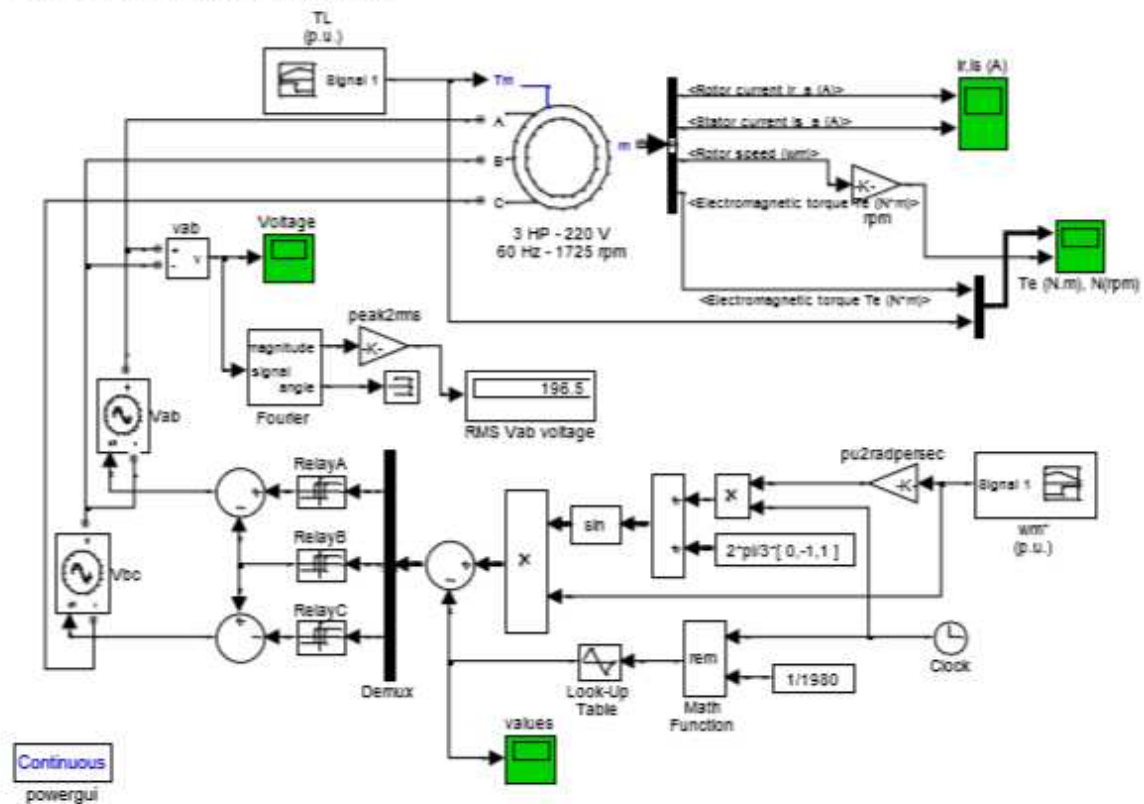 TL
(p.u.)
Signal 1
Tm
A
B
C
m
3 HP - 220 V
60 Hz - 1725 rpm
<Rotor current ir_a (A)>
<Stator current is_a (A)>
<Rotor speed (wm)>
<Electromagnetic torque Te (N*m)>
Ir,Is (A)
-K-
rpm
<Electromagnetic torque Te (N*m)>
Te (N.m), N(rpm)
vab
+
-
v
Voltage
peak2rms
-K-
magnitude
signal
angle
Fourier
196.5
RMS Vab voltage
Vab
Vbc
RelayA
RelayB
RelayC
Demux
×
sin
×
2*pi/3*[ 0,-1,1 ]
pu2radpersec
-K-
Signal 1
wm*
(p.u.)
Clock
rem
1/1980
Math
Function
Look-Up
Table
values
Continuous
powergui